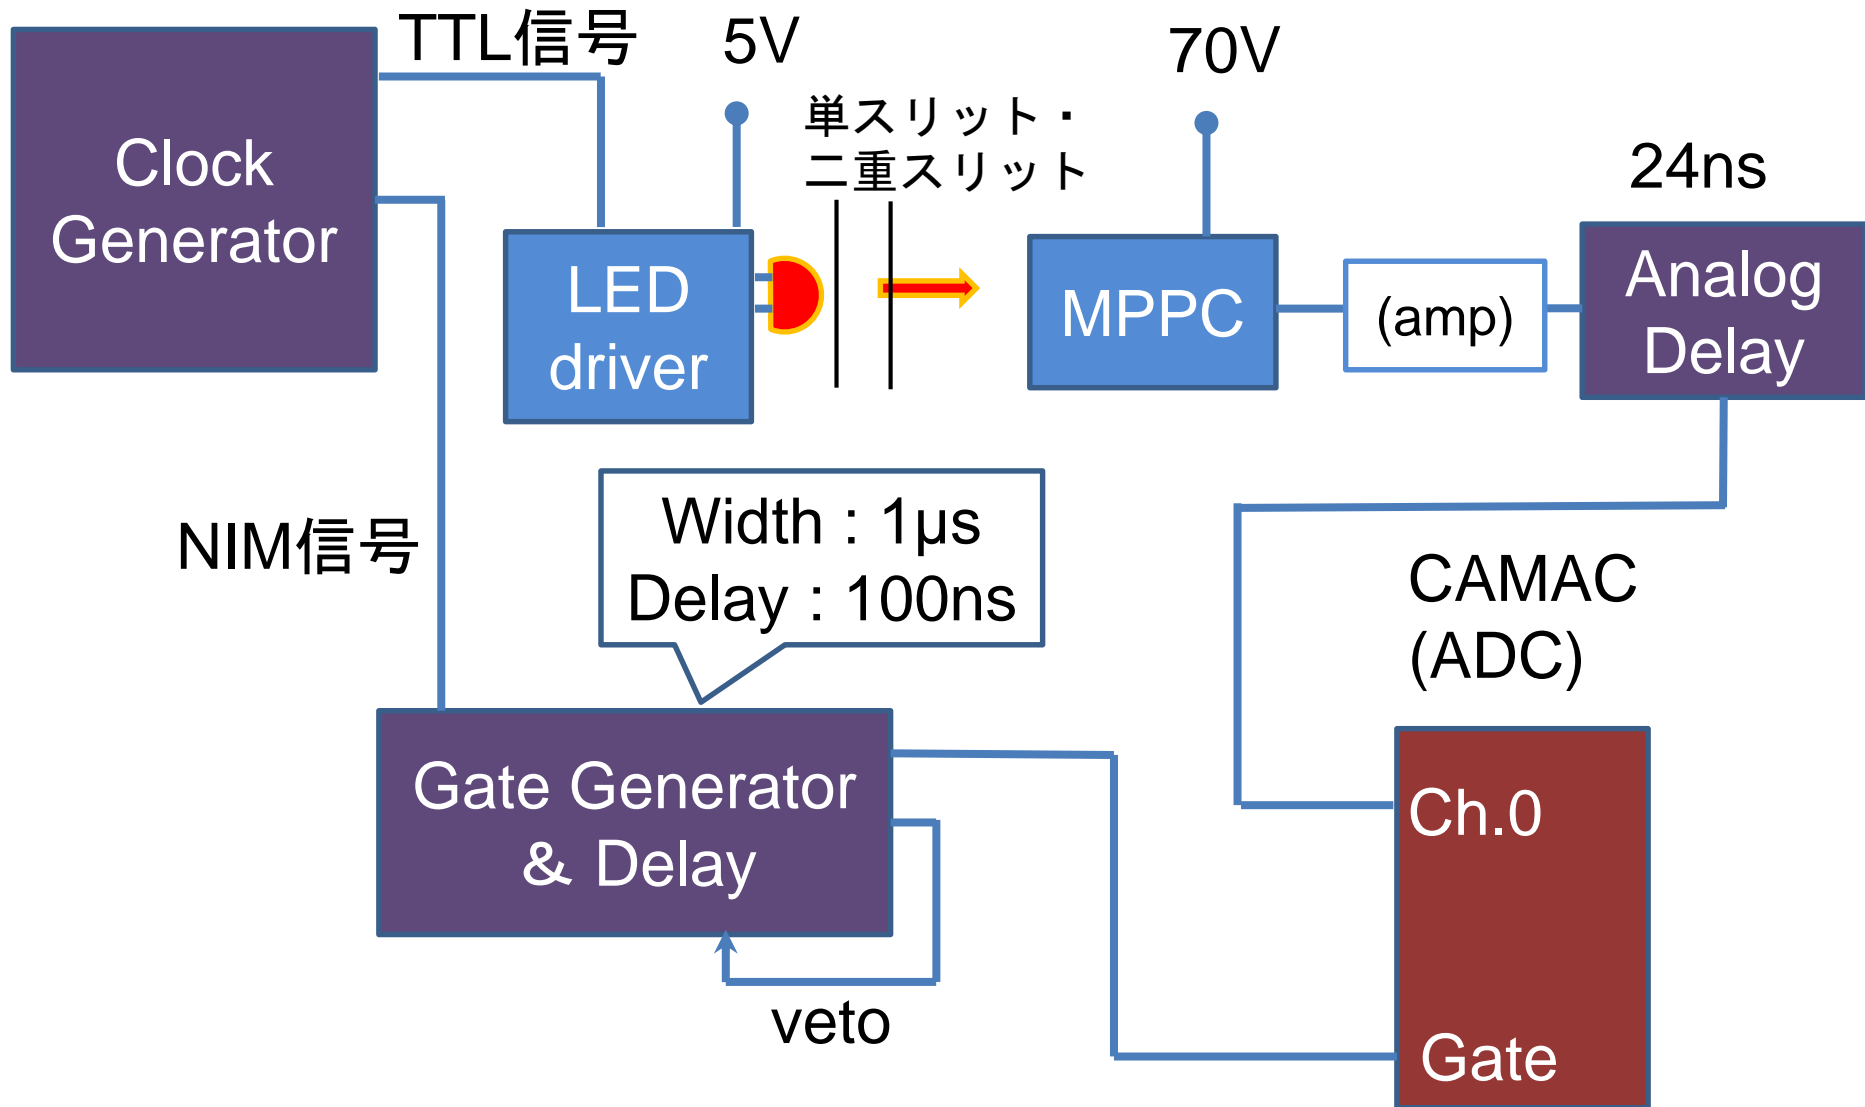 TTL信号
5V
70V
単スリット・
二重スリット
24ns
Clock
Generator
LED
driver
MPPC
(amp)
Analog
Delay
NIM信号
Width : 1μs
Delay : 100ns
CAMAC
(ADC)
Gate Generator
& Delay
Ch.0
veto
Gate